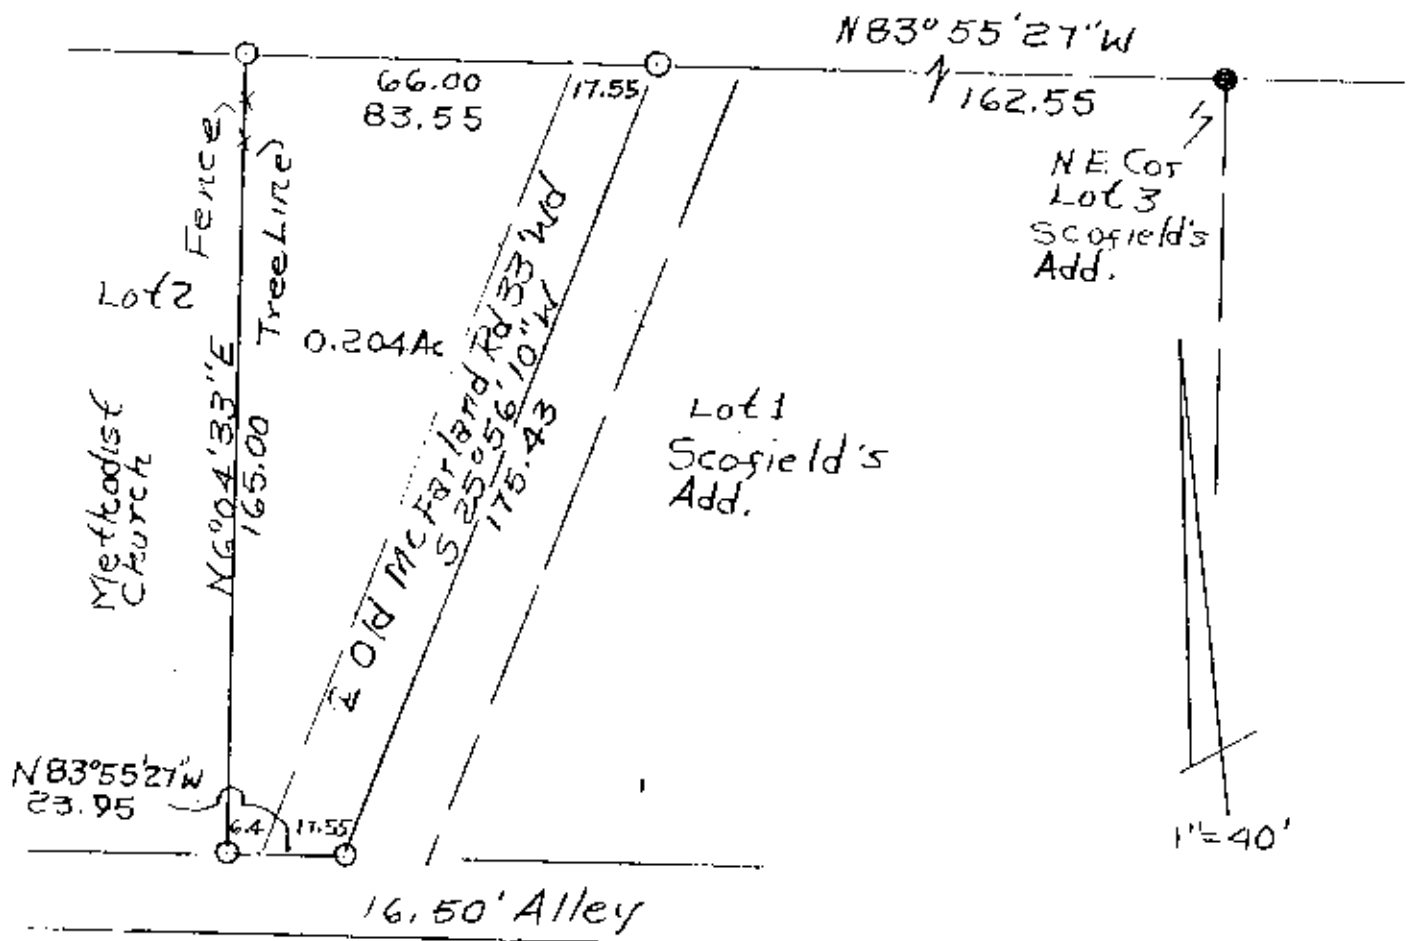 N83°55'27"W
66.00
83.55
17.55
162.55
N E Cor
Lot 3
Scofield's
Add.
Fence
TreeLine
Lot 2
0.204Ac
Methodist
Church
N6°04'33"E
165.00
Old McFarland Rd 33'Wd
S 25°56'10"W
175.43
Lot 1
Scofield's
Add.
N83°55'27"W
23.95
6.4
17.55
1"=40'
16.50' Alley